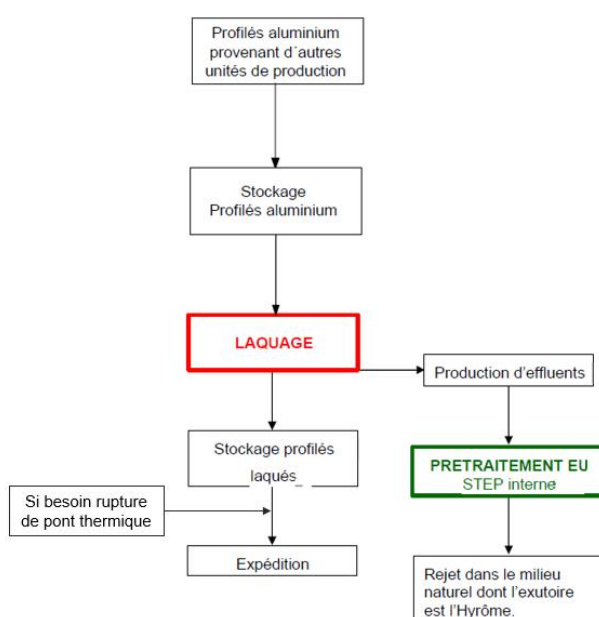 Profilés aluminium
provenant d´autres
unités de production
Stockage
Profilés aluminium
LAQUAGE
Production d’effluents
Stockage profilés
laqués
PRETRAITEMENT EU
STEP interne
Si besoin rupture
de pont thermique
Expédition
Rejet dans le milieu
naturel dont l’exutoire
est l’Hyrôme.